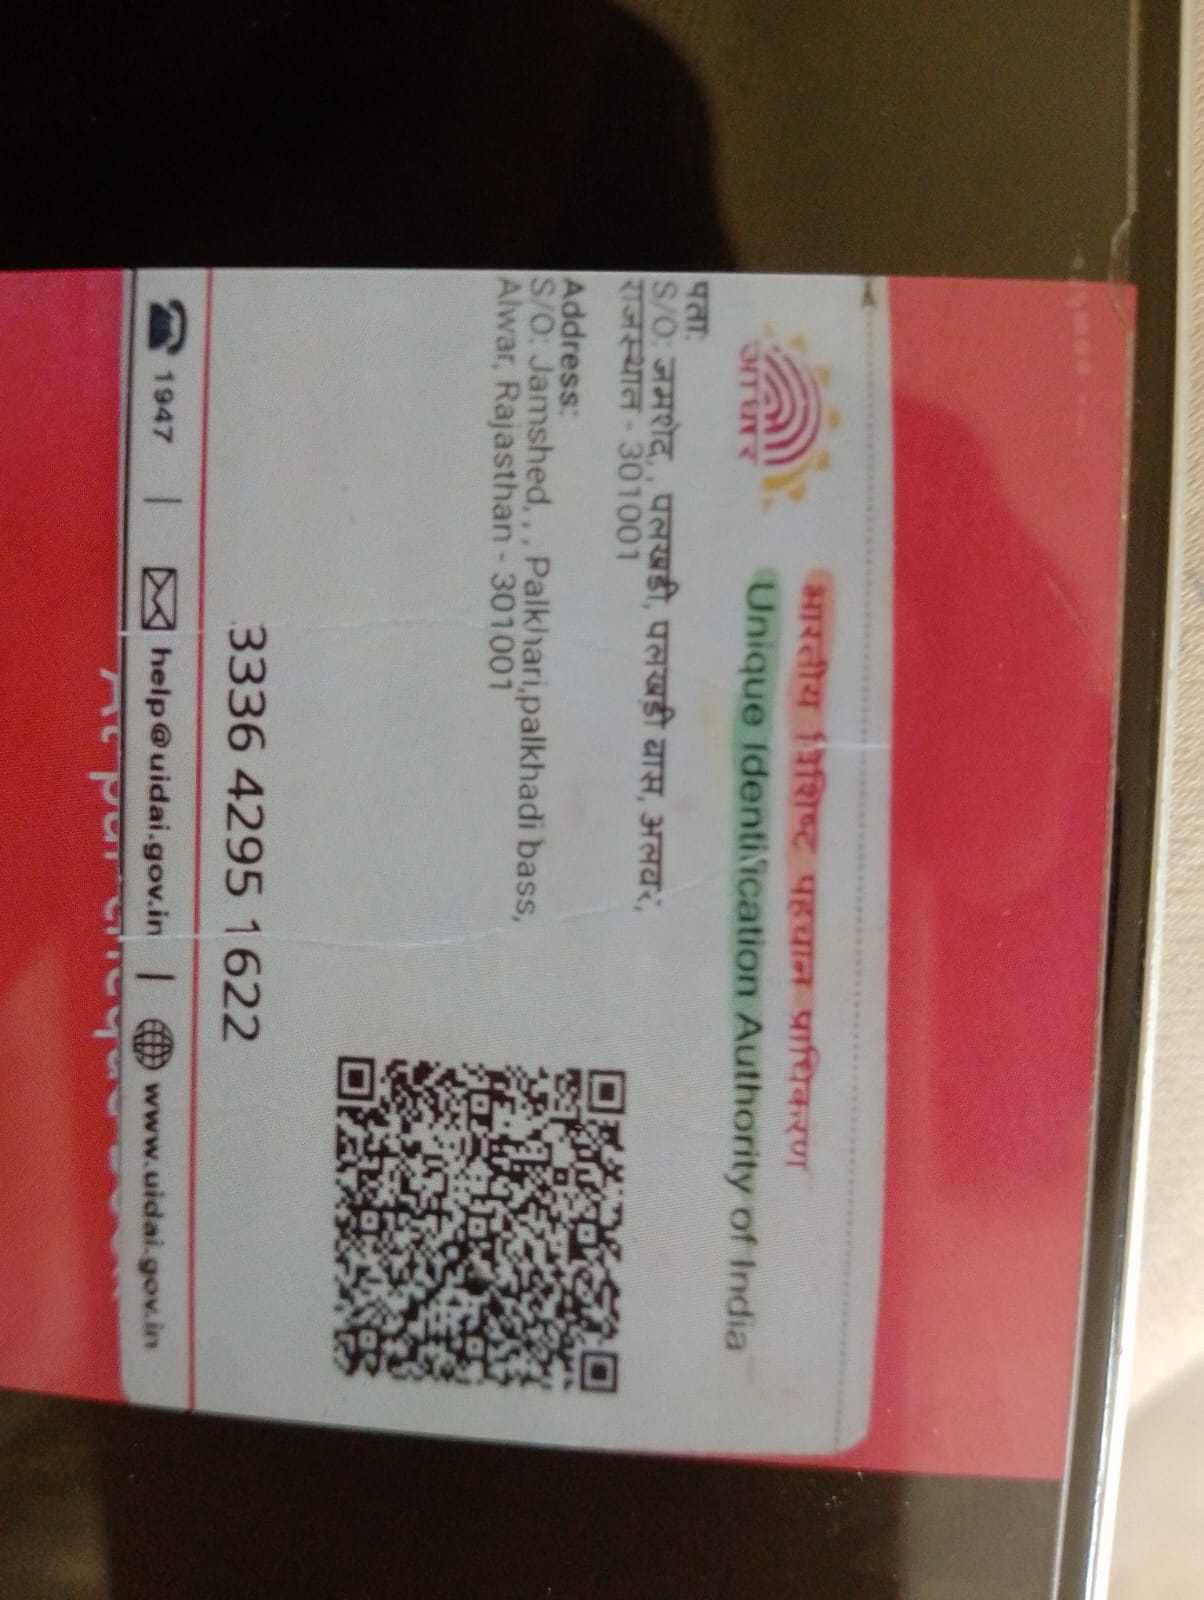 आधार
भारतीय विशिष्ट पहचान प्राधिकरण
Unique Identification Authority of India
पता:
S/O: जमशेद, , पलखडी, पलखडी बास, अलवर,
राजस्थान - 301001
Address:
S/O: Jamshed, , , Palkhari,palkhadi bass,
Alwar, Rajasthan - 301001
3336 4295 1622
1947 | help@uidai.gov.in | www.uidai.gov.in